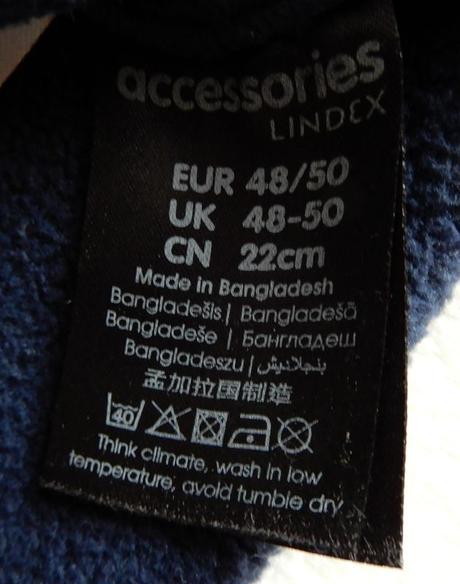 accessories
LINDEX
EUR 48/50
UK 48-50
CN 22cm
Made in Bangladesh
Bangladešis | Bangladešā
Bangladeše | Бангладеш
Bangladeszu | بنجلاديش
孟加拉国制造
40
Think climate, wash in low
temperature, avoid tumble dry